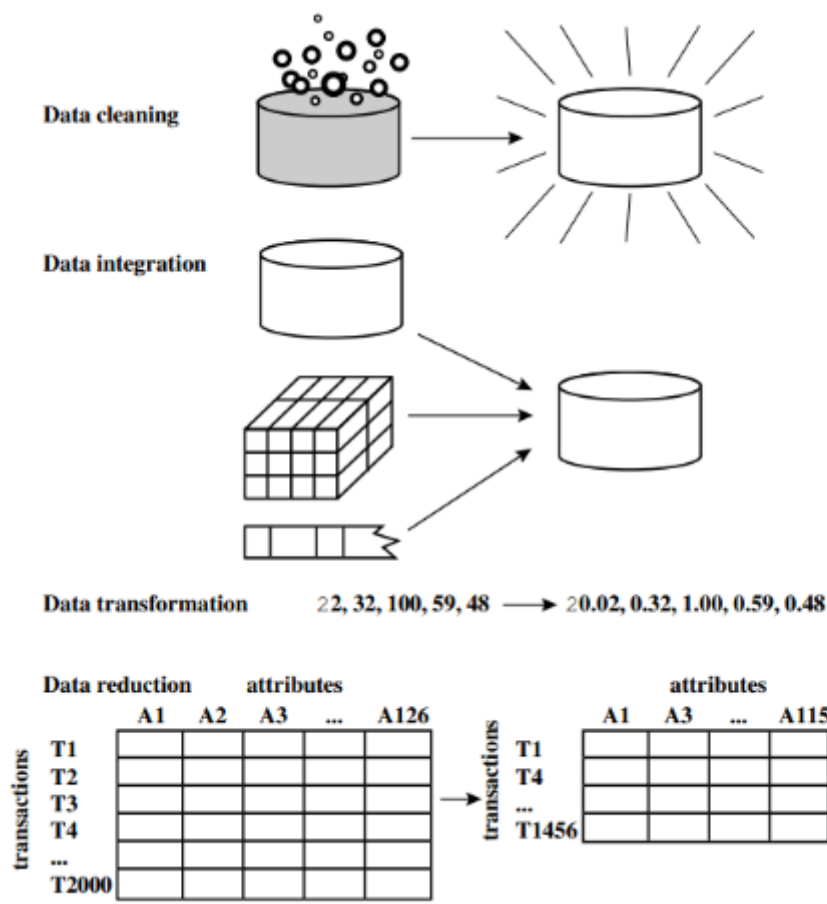 Data cleaning
Data integration
Data transformation 22, 32, 100, 59, 48 20.02, 0.32, 1.00, 0.59, 0.48
Data reduction attributes
A1 A2 A3 ... A126
transactions
T1
T2
T3
T4
...
T2000
attributes
A1 A3 ... A115
transactions
T1
T4
...
T1456